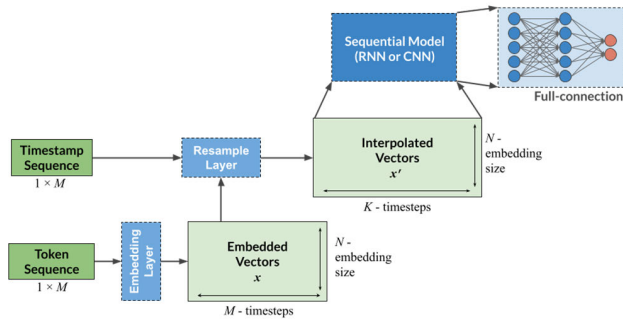 Sequential Model
(RNN or CNN)
Full-connection
Timestamp
Sequence
1 × M
Resample
Layer
Interpolated
Vectors
x'
N -
embedding
size
K - timesteps
Token
Sequence
1 × M
Embedding
Layer
Embedded
Vectors
x
N -
embedding
size
M - timesteps